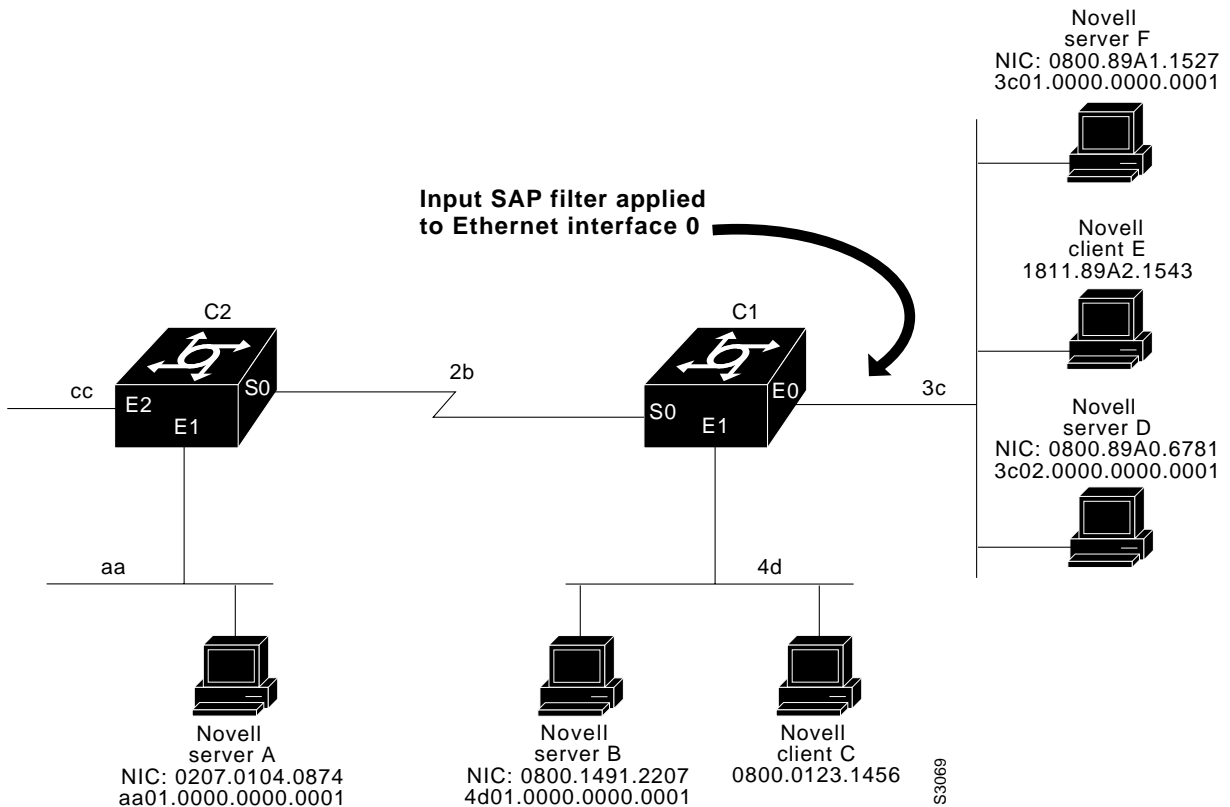 Novell
server F
NIC: 0800.89A1.1527
3c01.0000.0000.0001
Input SAP filter applied
to Ethernet interface 0
Novell
client E
1811.89A2.1543
C2
C1
cc
E2
S0
E1
2b
S0
E0
E1
3c
Novell
server D
NIC: 0800.89A0.6781
3c02.0000.0000.0001
aa
4d
Novell
server A
NIC: 0207.0104.0874
aa01.0000.0000.0001
Novell
server B
NIC: 0800.1491.2207
4d01.0000.0000.0001
Novell
client C
0800.0123.1456
S3069